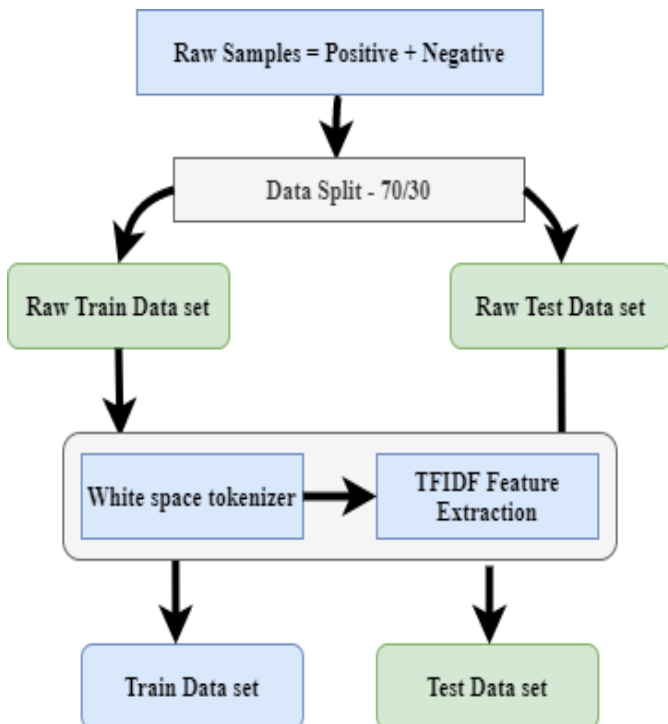 Raw Samples = Positive + Negative
Data Split - 70/30
Raw Train Data set
Raw Test Data set
White space tokenizer
TFIDF Feature
Extraction
Train Data set
Test Data set